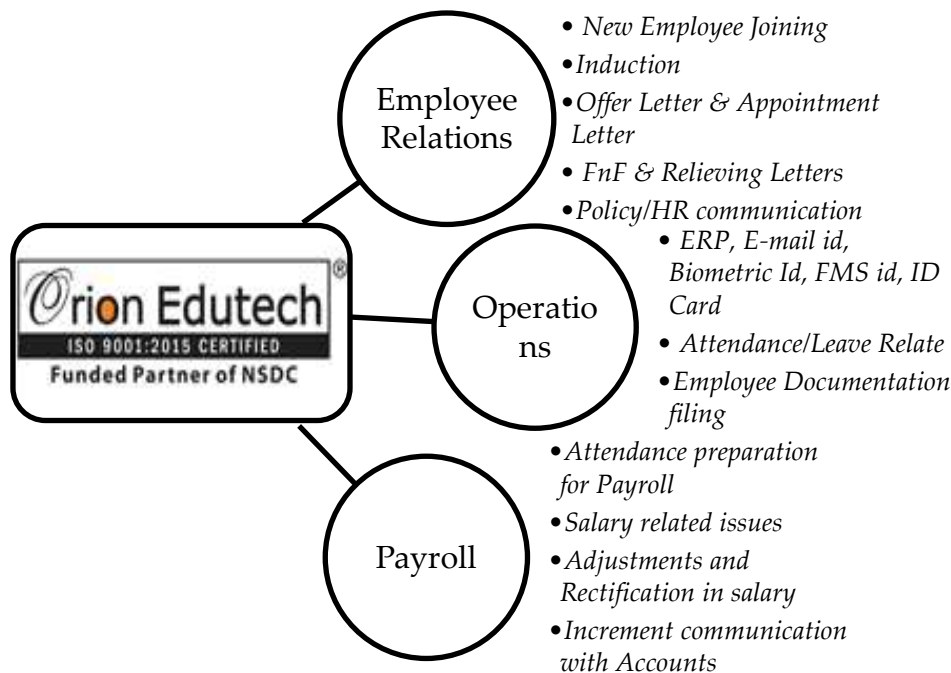 Employee
Relations
• New Employee Joining
•Induction
•Offer Letter & Appointment
Letter
• FnF & Relieving Letters
•Policy/HR communication
Orion Edutech®
ISO 9001:2015 CERTIFIED
Funded Partner of NSDC
Operatio
ns
• ERP, E-mail id,
Biometric Id, FMS id, ID
Card
• Attendance/Leave Relate
•Employee Documentation
filing
Payroll
•Attendance preparation
for Payroll
•Salary related issues
•Adjustments and
Rectification in salary
•Increment communication
with Accounts